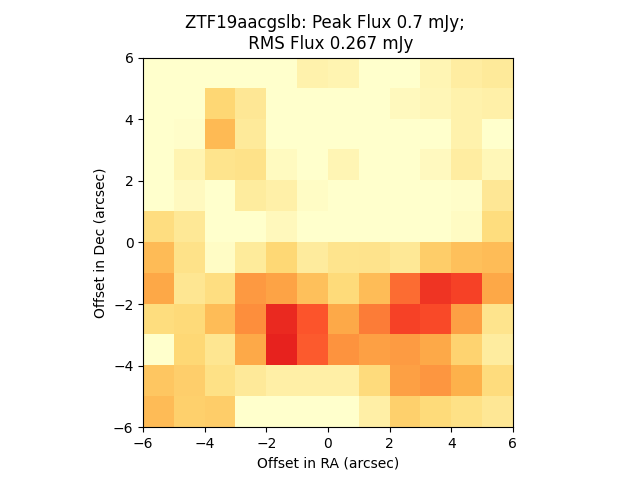 ZTF19aacgslb: Peak Flux 0.7 mJy;
RMS Flux 0.267 mJy
6
4
2
0
−2
−4
−6
Offset in Dec (arcsec)
−6 −4 −2 0 2 4 6
Offset in RA (arcsec)